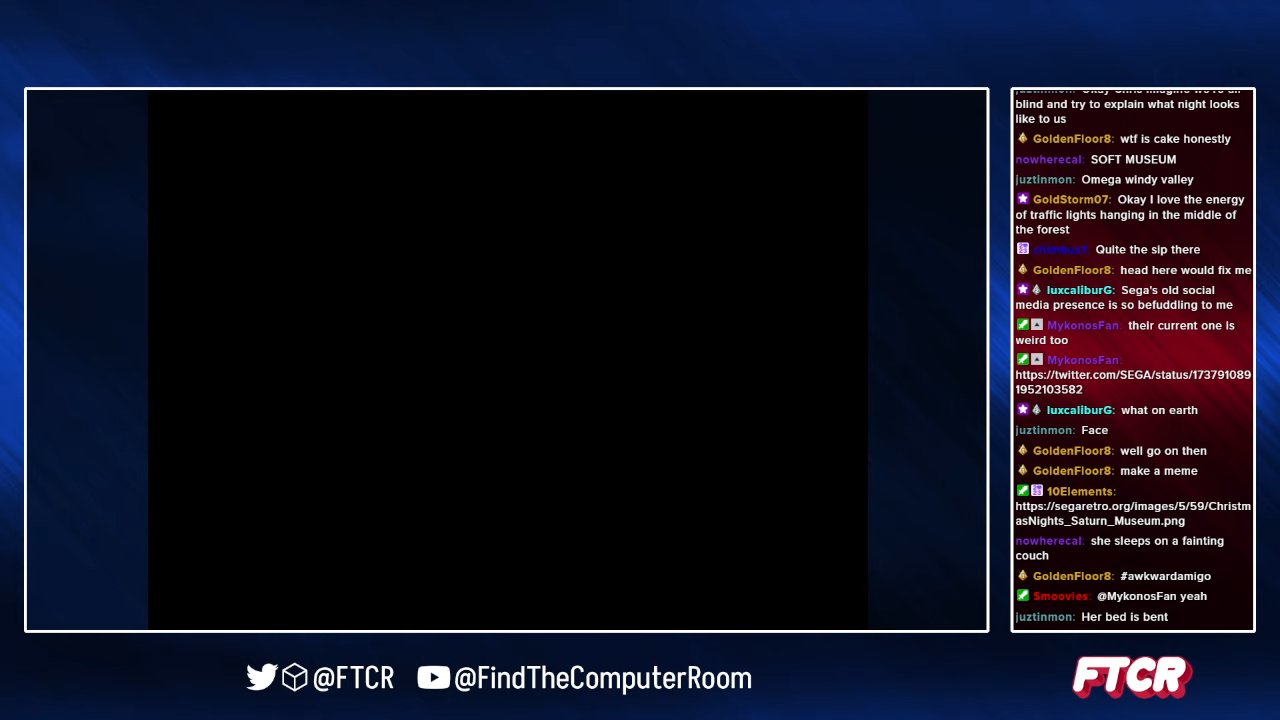 blind and try to explain what night looks
like to us
GoldenFloor8: wtf is cake honestly
nowherecal: SOFT MUSEUM
juztinmon: Omega windy valley
GoldStorm07: Okay I love the energy
of traffic lights hanging in the middle of
the forest
Quite the sip there
GoldenFloor8: head here would fix me
luxcaliburG: Sega's old social
media presence is so befuddling to me
MykonosFan: their current one is
weird too
MykonosFan:
https://twitter.com/SEGA/status/173791089
1952103582
luxcaliburG: what on earth
juztinmon: Face
GoldenFloor8: well go on then
GoldenFloor8: make a meme
10Elements:
https://segaretro.org/images/5/59/Christm
asNights_Saturn_Museum.png
nowherecal: she sleeps on a fainting
couch
GoldenFloor8: #awkwardamigo
Smoovies: @MykonosFan yeah
juztinmon: Her bed is bent
@FTCR @FindTheComputerRoom
FTCR